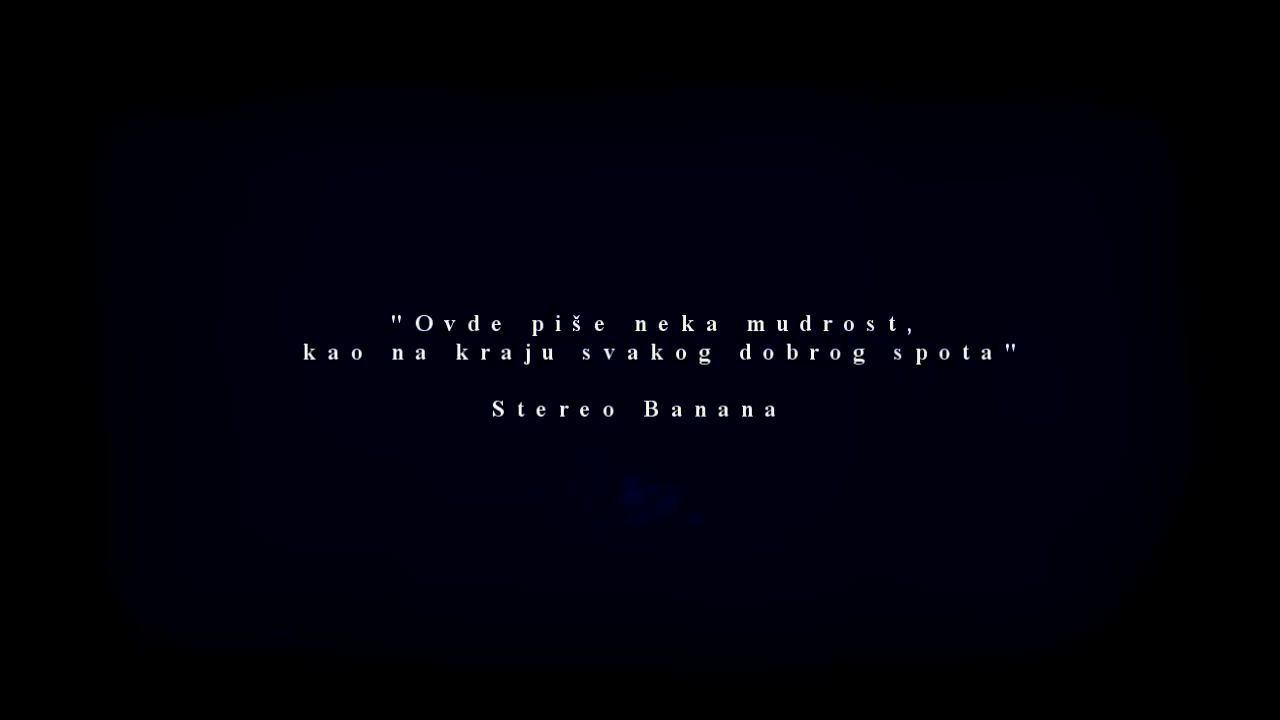 "Ovde piše neka mudrost,
kao na kraju svakog dobrog spota"
Stereo Banana